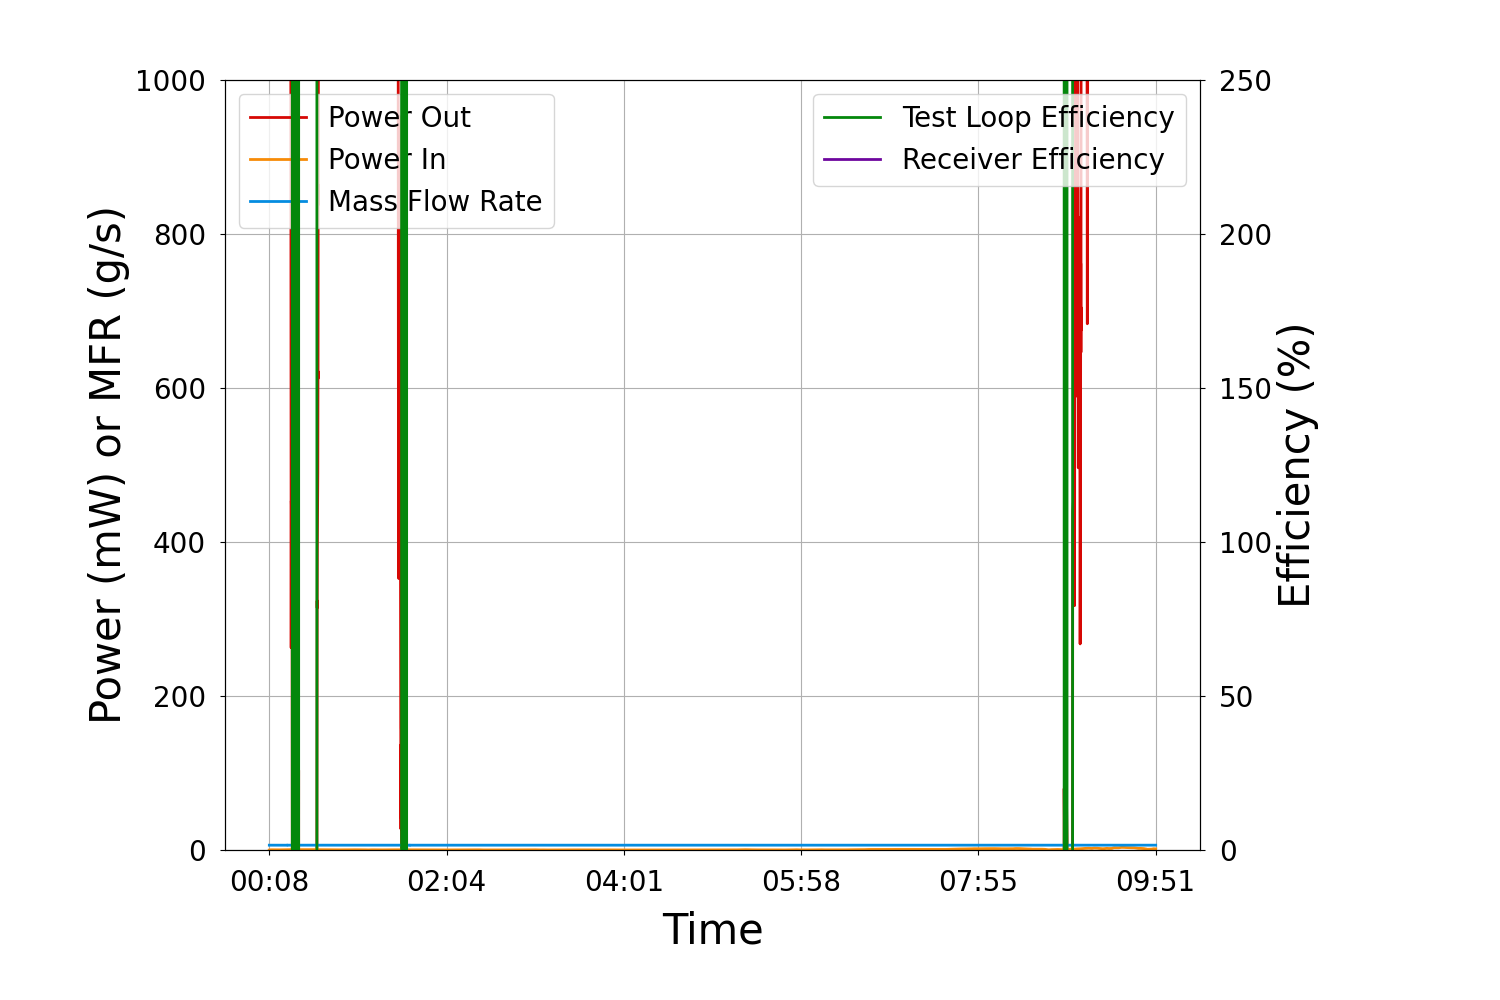 1000
800
600
400
200
0
Power (mW) or MFR (g/s)
Power Out
Power In
Mass Flow Rate
Test Loop Efficiency
Receiver Efficiency
250
200
150
100
50
0
Efficiency (%)
00:08 02:04 04:01 05:58 07:55 09:51
Time